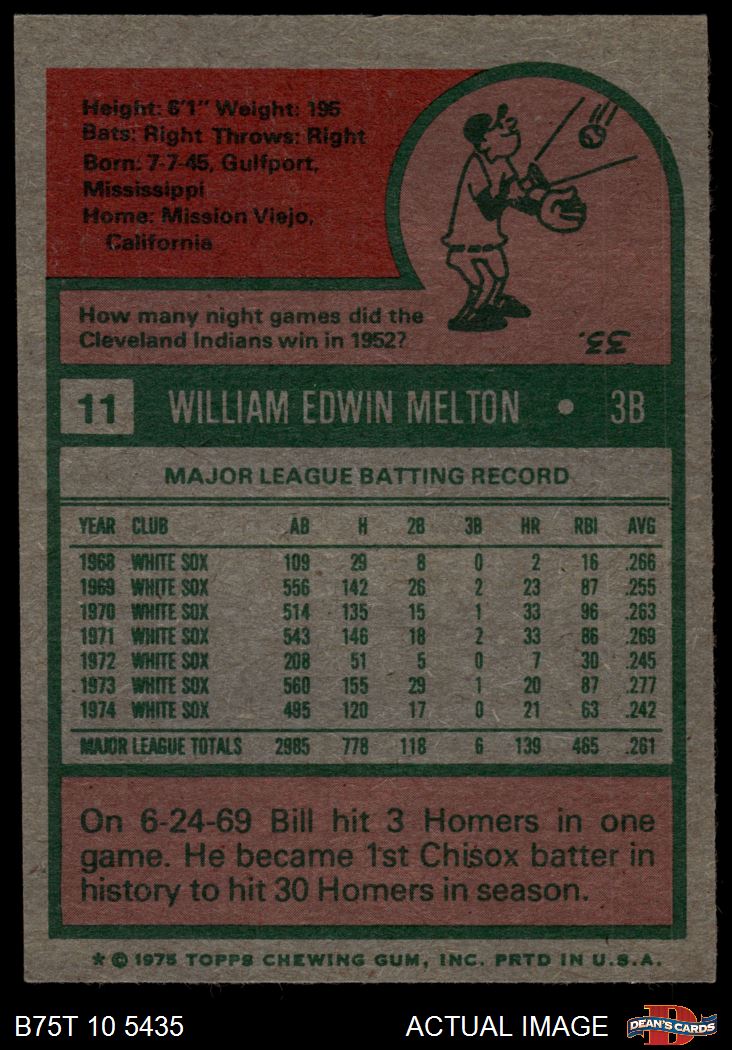 Height: 6'1" Weight: 195
Bats: Right Throws: Right
Born: 7-7-45, Gulfport,
Mississippi
Home: Mission Viejo,
California
How many night games did the
Cleveland Indians win in 1952?
33.
11 WILLIAM EDWIN MELTON • 3B
MAJOR LEAGUE BATTING RECORD
YEAR CLUB AB H 2B 3B HR RBI AVG
1968 WHITE SOX 109 29 8 0 2 16 .266
1969 WHITE SOX 556 142 26 2 23 87 .255
1970 WHITE SOX 514 135 15 1 33 96 .263
1971 WHITE SOX 543 146 18 2 33 86 .269
1972 WHITE SOX 208 51 5 0 7 30 .245
1973 WHITE SOX 560 155 29 1 20 87 .277
1974 WHITE SOX 495 120 17 0 21 63 .242
MAJOR LEAGUE TOTALS 2985 778 118 6 139 465 .261
On 6-24-69 Bill hit 3 Homers in one
game. He became 1st Chisox batter in
history to hit 30 Homers in season.
* © 1975 TOPPS CHEWING GUM, INC. PRTD IN U.S.A.
B75T 10 5435 ACTUAL IMAGE DEAN'S CARDS